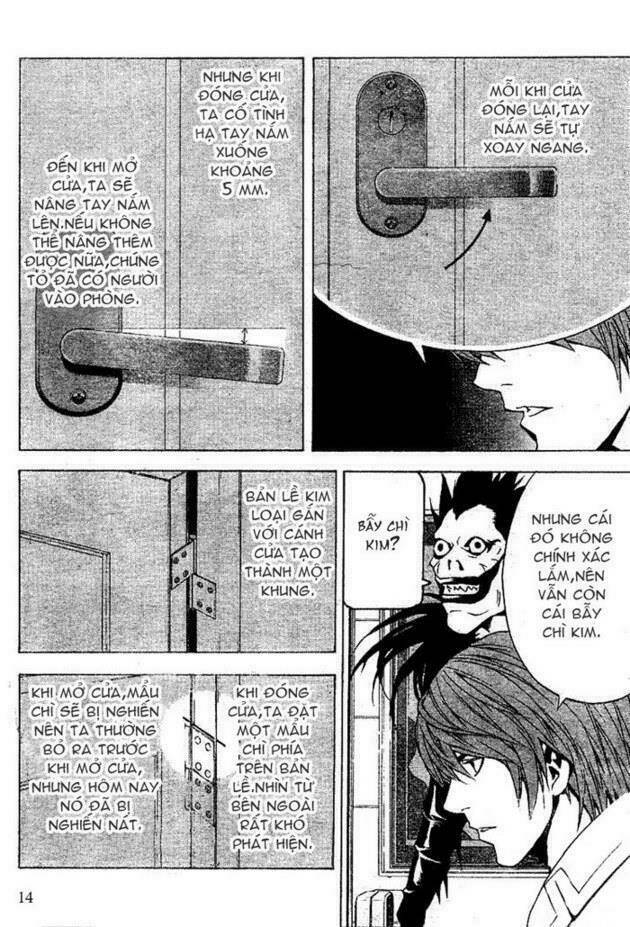 MỖI KHI CỬA
ĐÓNG LẠI,TAY
NẮM SẼ TỰ
XOAY NGANG.
NHƯNG KHI
ĐÓNG CỬA,
TA CỐ TÌNH
HẠ TAY NẮM
XUỐNG
KHOẢNG
5 MM.
ĐẾN KHI MỞ
CỬA,TA SẼ
NÂNG TAY NẮM
LÊN.NẾU KHÔNG
THỂ NÂNG THÊM
ĐƯỢC NỮA,CHỨNG
TỎ ĐÃ CÓ NGƯỜI
VÀO PHÒNG.
NHƯNG CÁI
ĐÓ KHÔNG
CHÍNH XÁC
LẮM,NÊN
VẪN CÒN
CÁI BẪY
CHÌ KIM.
BẪY CHÌ
KIM?
BẢN LỀ KIM
LOẠI GẮN
VỚI CÁNH
CỬA TẠO
THÀNH MỘT
KHUNG.
KHI ĐÓNG
CỬA,TA ĐẶT
MỘT MẨU
CHÌ PHÍA
TRÊN BẢN
LỀ.NHÌN TỪ
BÊN NGOÀI
RẤT KHÓ
PHÁT HIỆN.
KHI MỞ CỬA,MẨU
CHÌ SẼ BỊ NGHIẾN
NÊN TA THƯỜNG
BỎ RA TRƯỚC
KHI MỞ CỬA,
NHƯNG HÔM NAY
NÓ ĐÃ BỊ
NGHIẾN NÁT.
14